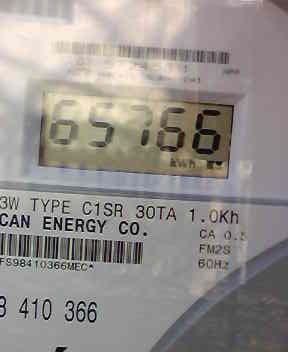 65766
kWh
3W TYPE C1SR 30TA 1.0Kh
CAN ENERGY CO.
CA 0.5
FM2S
FS98410366MEC*
60Hz
8 410 366